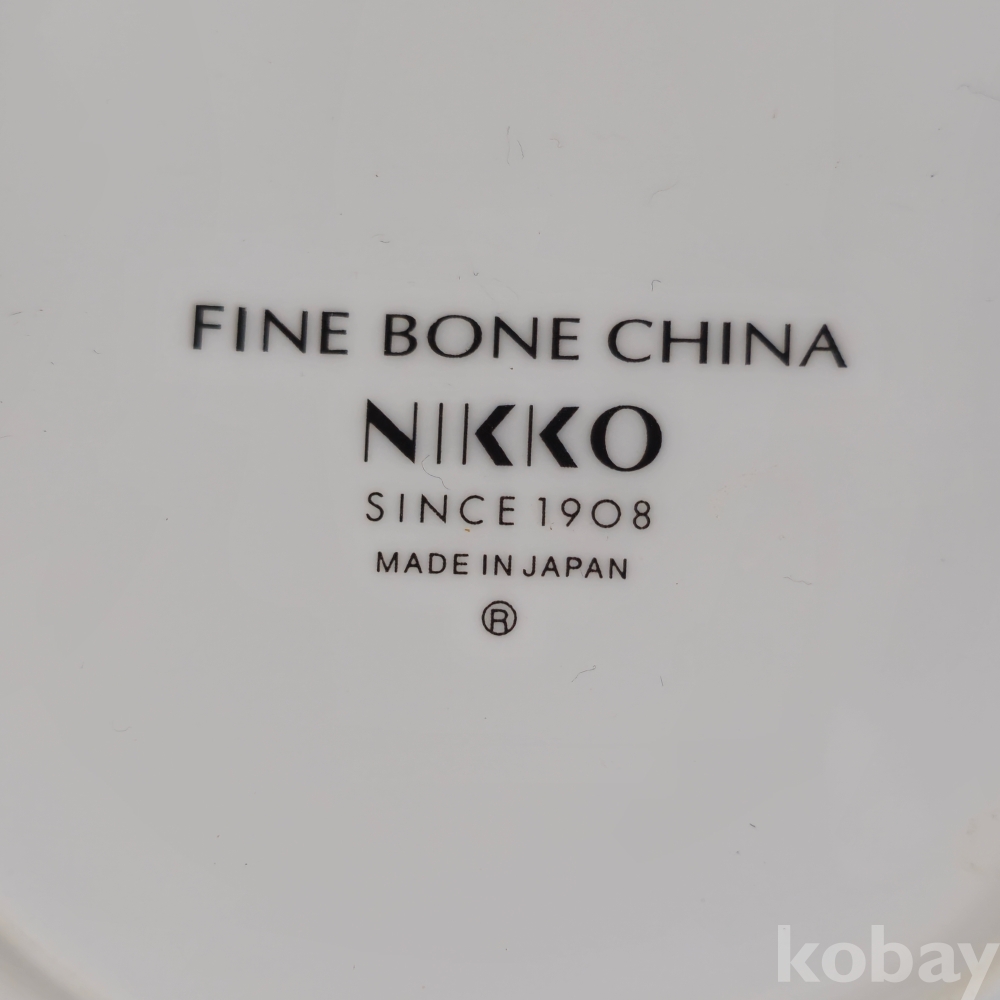 FINE BONE CHINA
NIKKO
SINCE 1908
MADE IN JAPAN
®
kobay